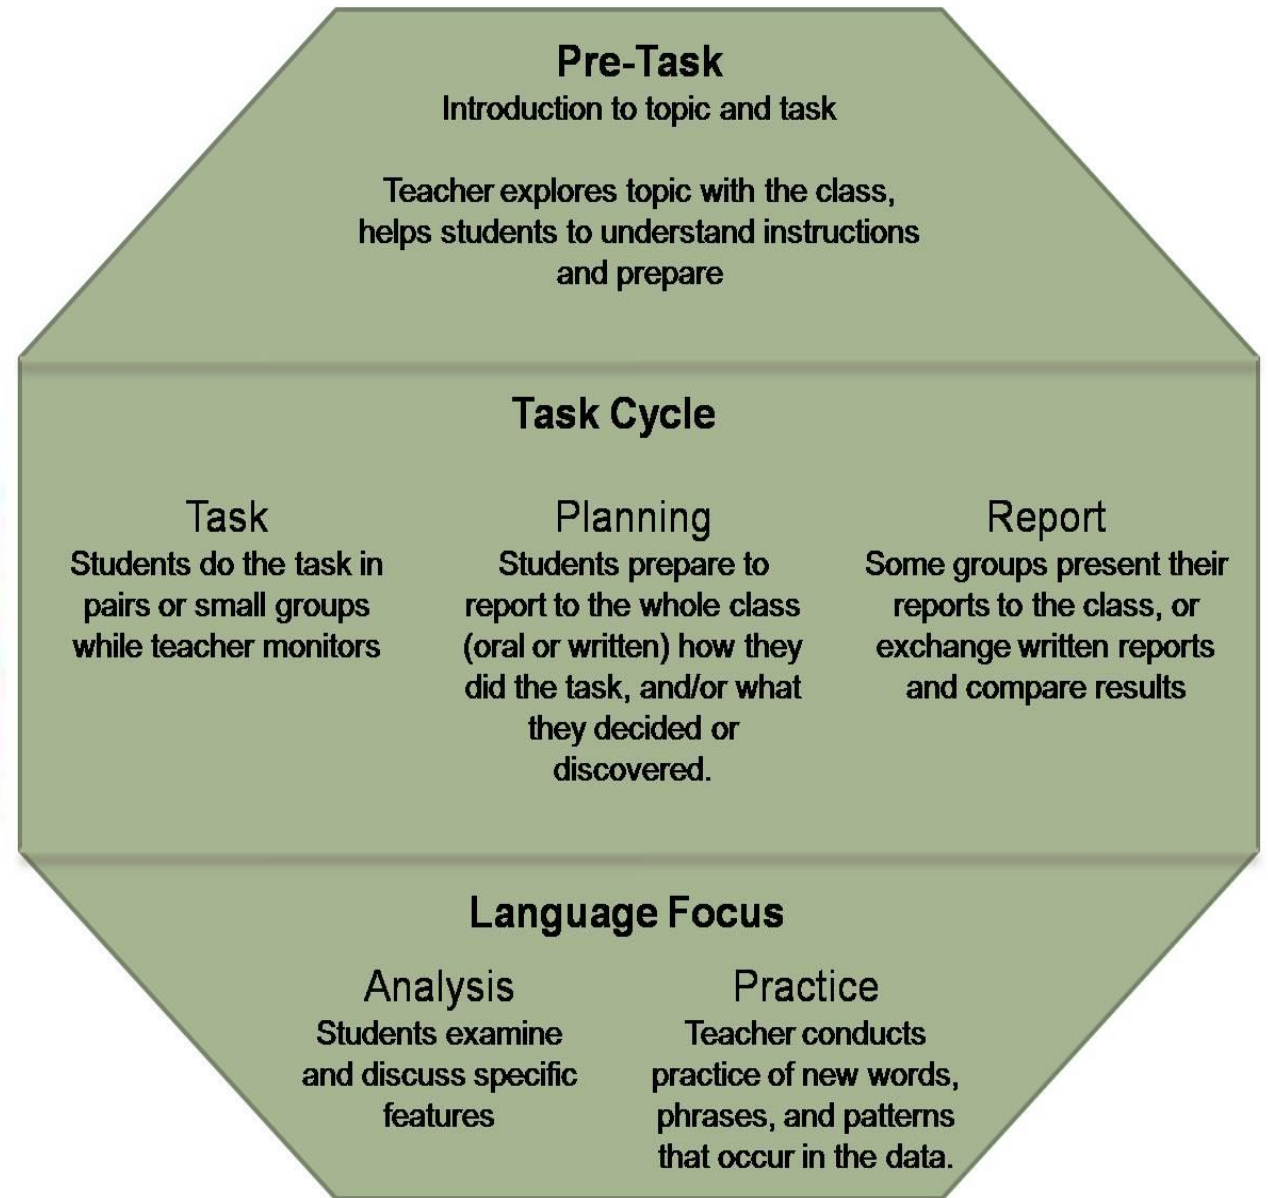 Pre-Task
Introduction to topic and task
Teacher explores topic with the class,
helps students to understand instructions
and prepare
Task Cycle
Task
Students do the task in
pairs or small groups
while teacher monitors
Planning
Students prepare to
report to the whole class
(oral or written) how they
did the task, and/or what
they decided or
discovered.
Report
Some groups present their
reports to the class, or
exchange written reports
and compare results
Language Focus
Analysis
Students examine
and discuss specific
features
Practice
Teacher conducts
practice of new words,
phrases, and patterns
that occur in the data.